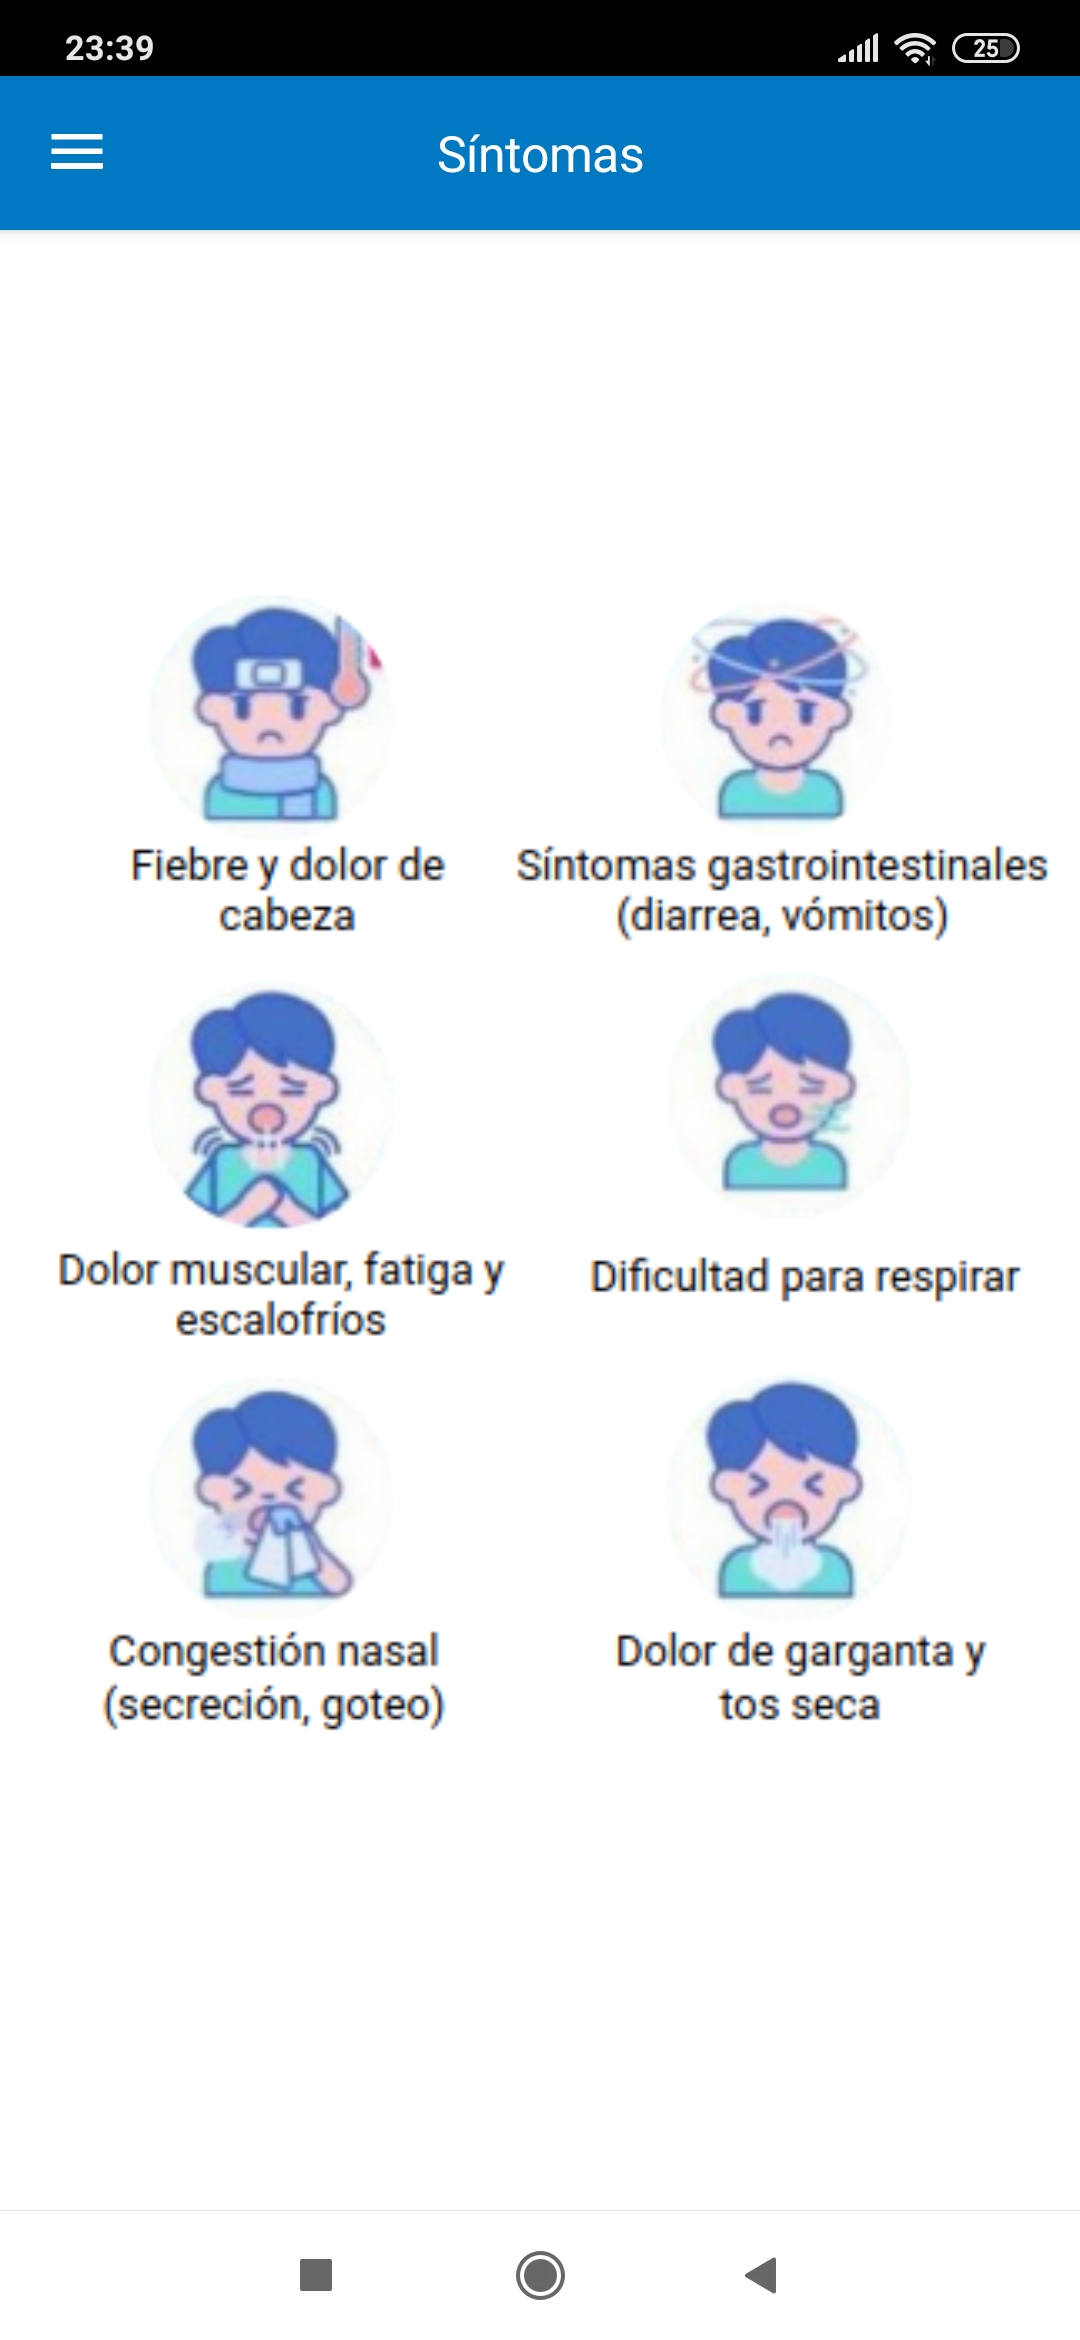 23:39
25
Síntomas
Fiebre y dolor de
cabeza
Síntomas gastrointestinales
(diarrea, vómitos)
Dolor muscular, fatiga y
escalofríos
Dificultad para respirar
Congestión nasal
(secreción, goteo)
Dolor de garganta y
tos seca